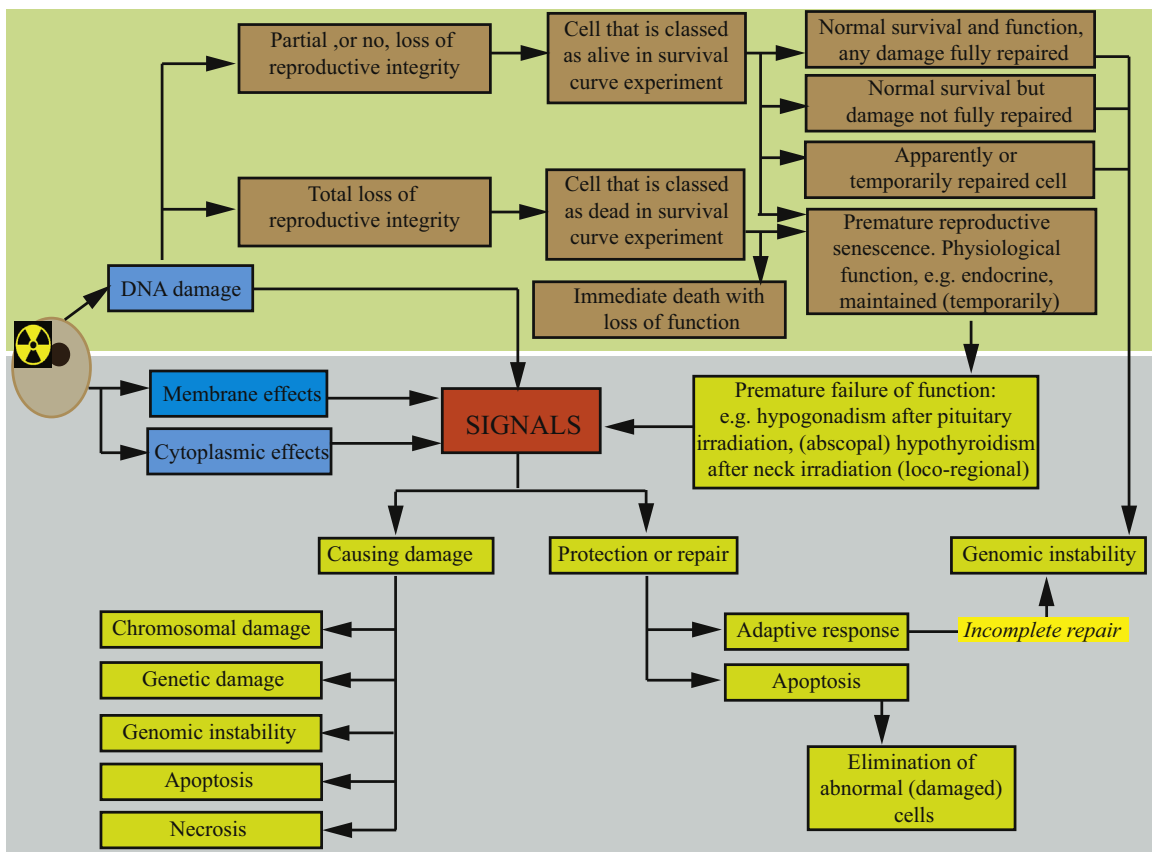 Partial ,or no, loss of
reproductive integrity
Cell that is classed
as alive in survival
curve experiment
Normal survival and function,
any damage fully repaired
Normal survival but
damage not fully repaired
Apparently or
temporarily repaired cell
Total loss of
reproductive integrity
Cell that is classed
as dead in survival
curve experiment
Premature reproductive
senescence. Physiological
function, e.g. endocrine,
maintained (temporarily)
Immediate death with
loss of function
DNA damage
Membrane effects
Cytoplasmic effects
SIGNALS
Premature failure of function:
e.g. hypogonadism after pituitary
irradiation, (abscopal) hypothyroidism
after neck irradiation (loco-regional)
Causing damage
Protection or repair
Genomic instability
Chromosomal damage
Genetic damage
Genomic instability
Apoptosis
Necrosis
Adaptive response
Incomplete repair
Apoptosis
Elimination of
abnormal (damaged)
cells